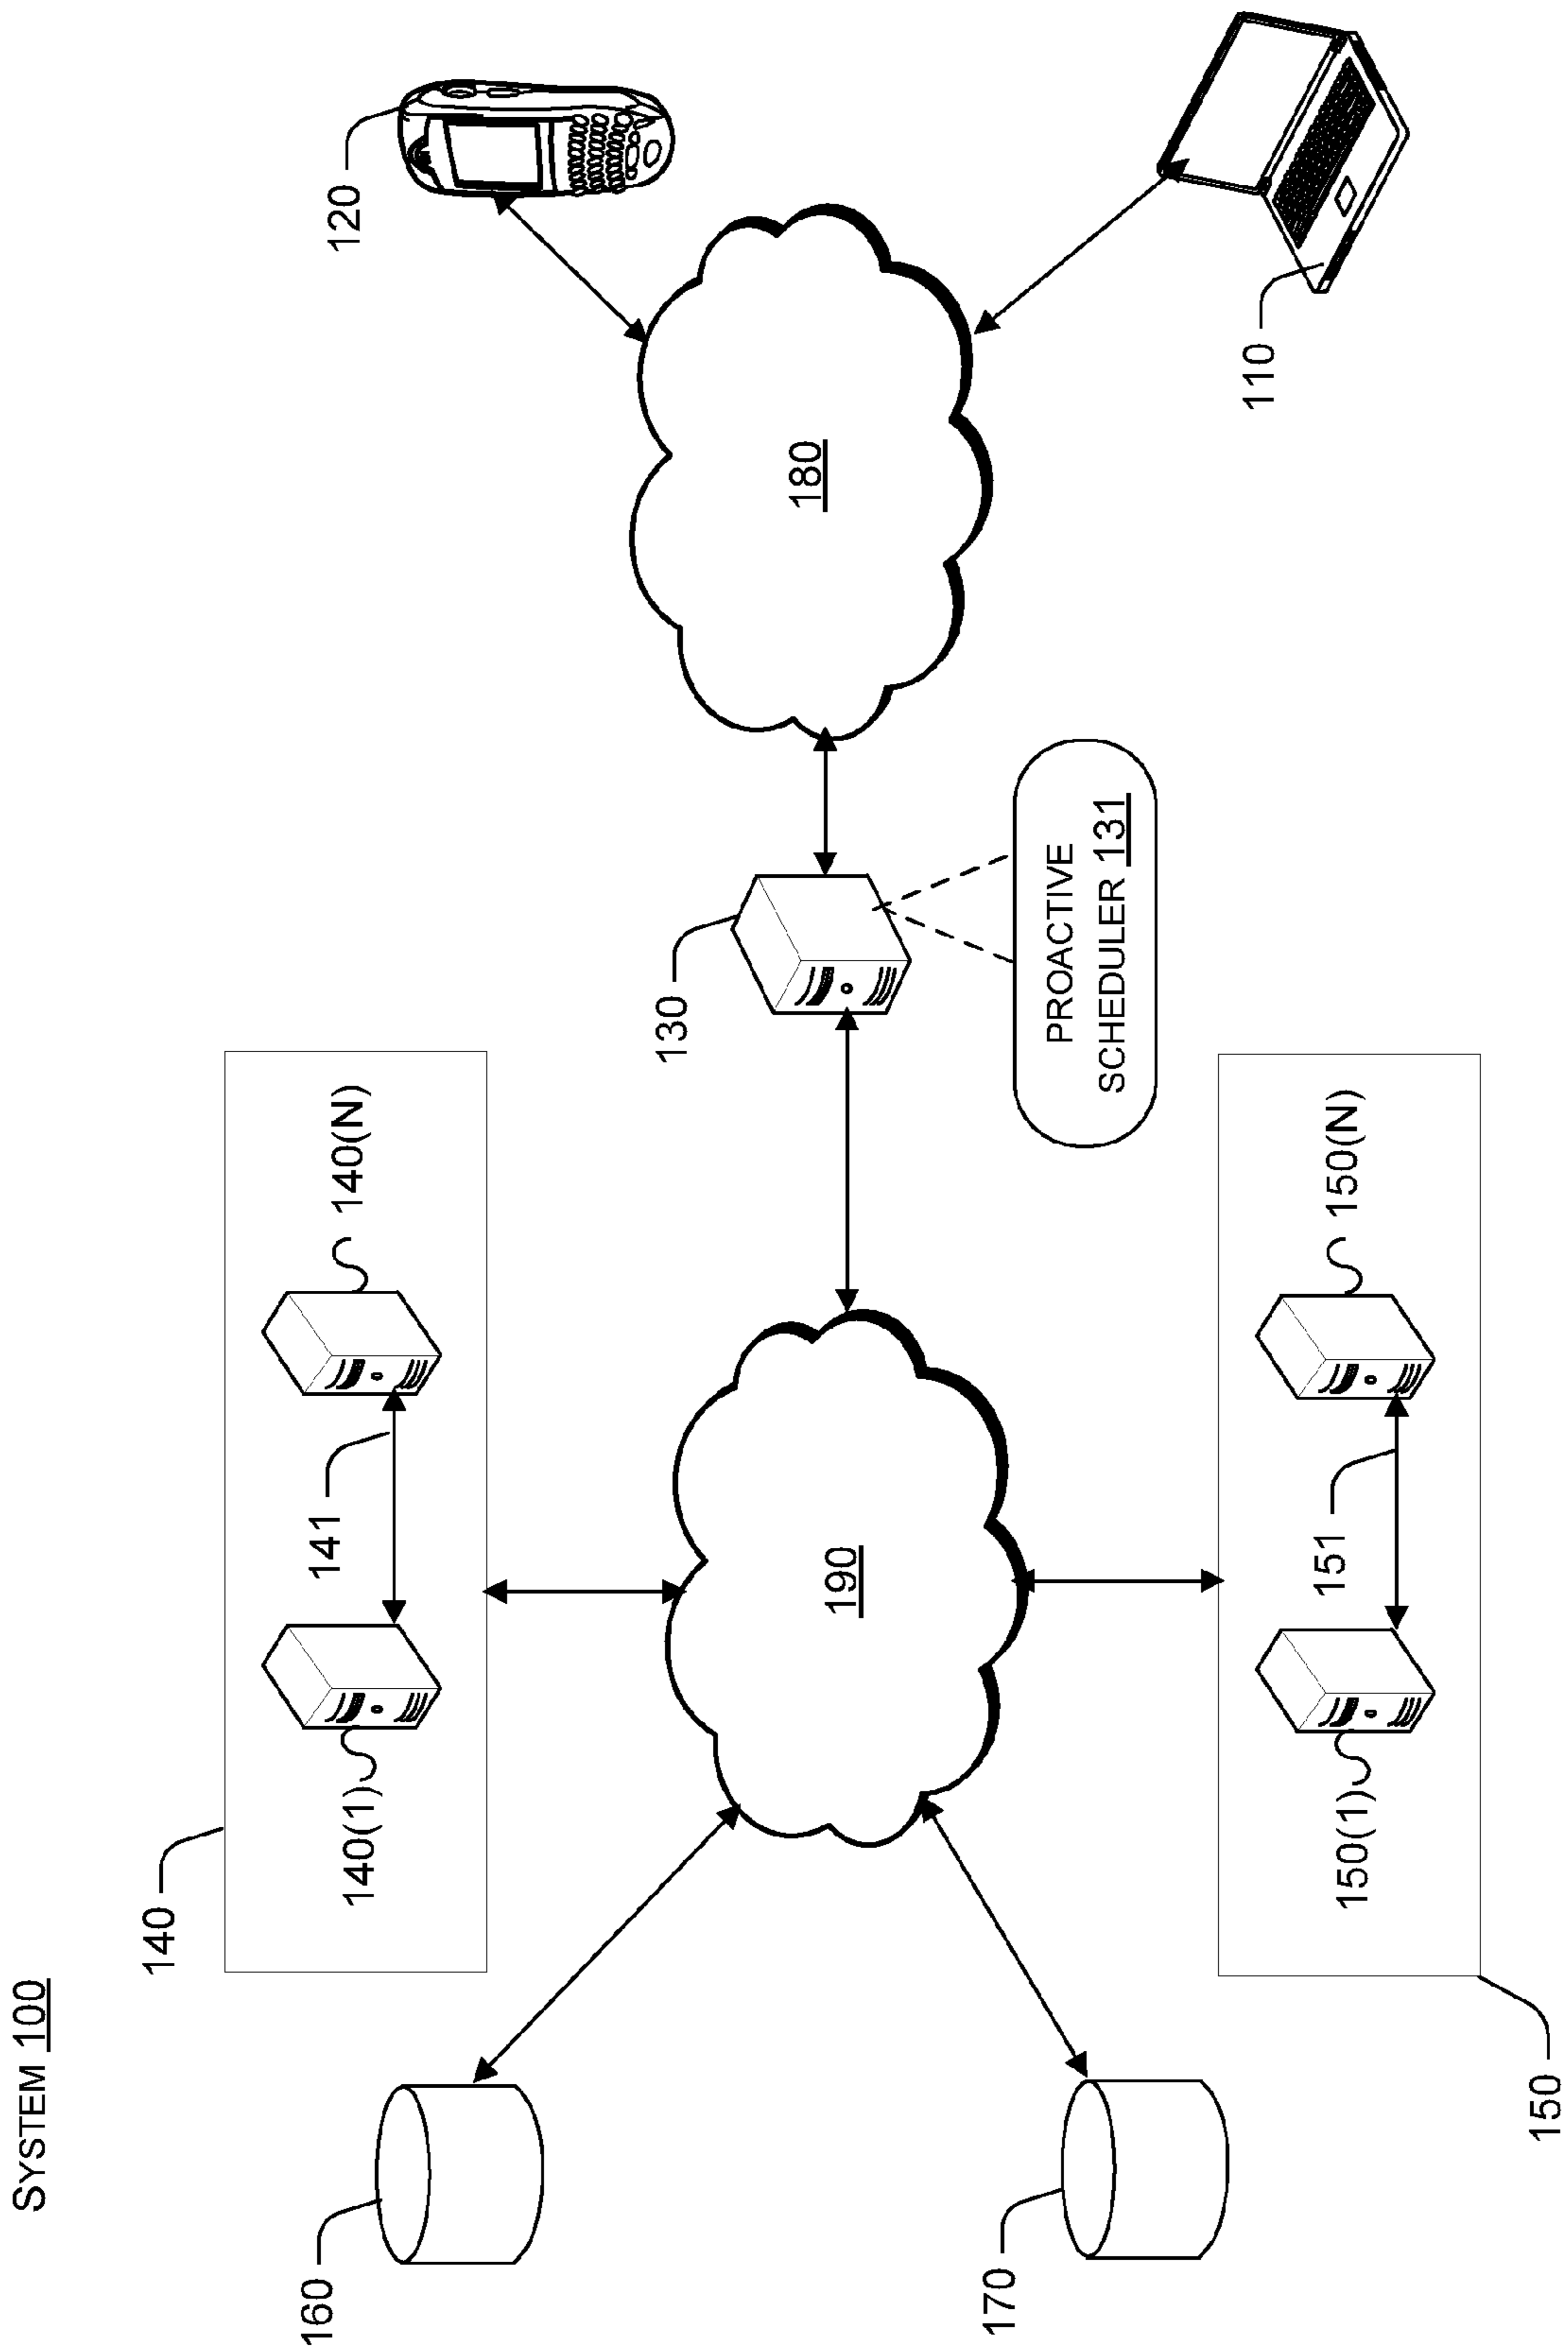 SYSTEM 100
140
140(1)
141
140(N)
160
130
120
190
180
PROACTIVE
SCHEDULER 131
170
110
150(1)
151
150(N)
150